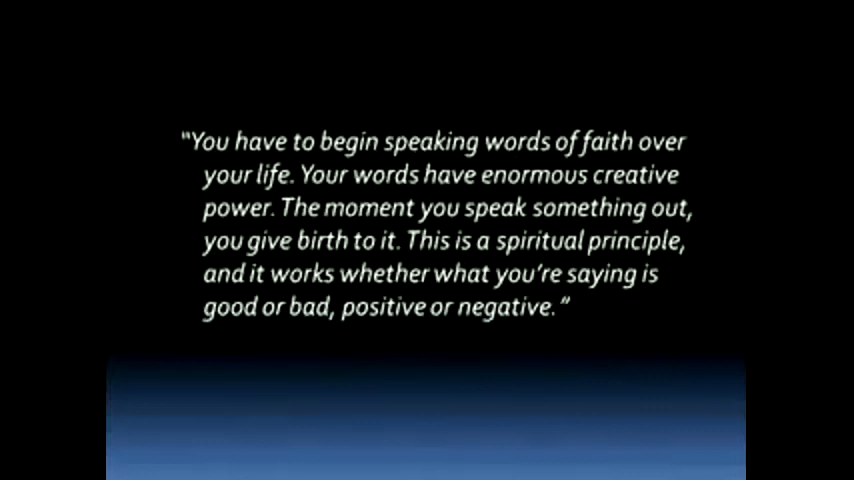 "You have to begin speaking words of faith over
your life. Your words have enormous creative
power. The moment you speak something out,
you give birth to it. This is a spiritual principle,
and it works whether what you're saying is
good or bad, positive or negative."